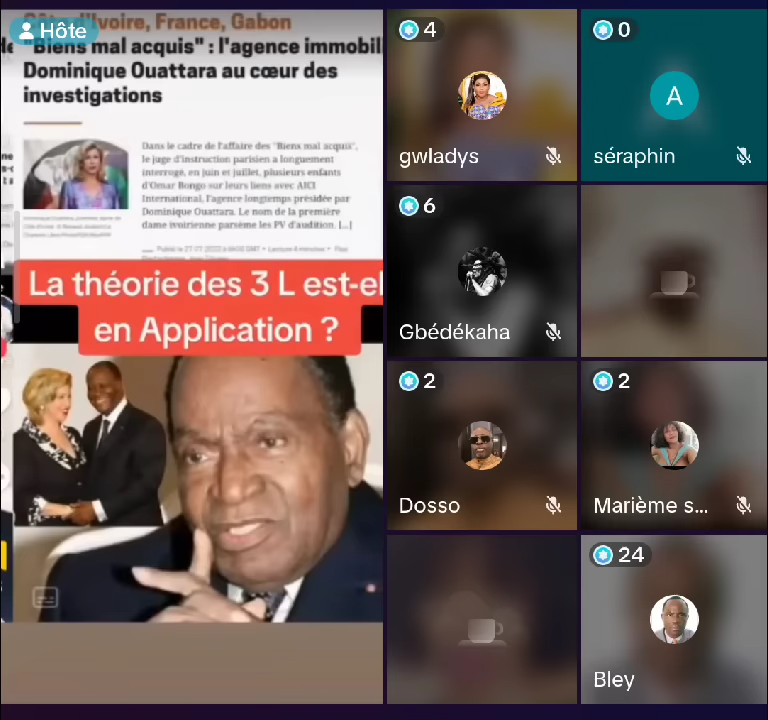 Côte d'Ivoire, France, Gabon
Hôte
"Biens mal acquis" : l'agence immobil
Dominique Ouattara au cœur des
investigations
Dans le cadre de l'affaire des "Biens mal acquis",
le juge d'instruction parisien a longuement
interrogé, en juin et juillet, plusieurs enfants
d'Omar Bongo sur leurs liens avec AICI
International, l'agence longtemps présidée par
Dominique Ouattara. Le nom de la première
dame ivoirienne parsème les PV d'audition. [...]
La théorie des 3 L est-el
en Application ?
4
gwladys
0
A
séraphin
6
Gbédékaha
2
Dosso
2
Marième s...
24
Bley